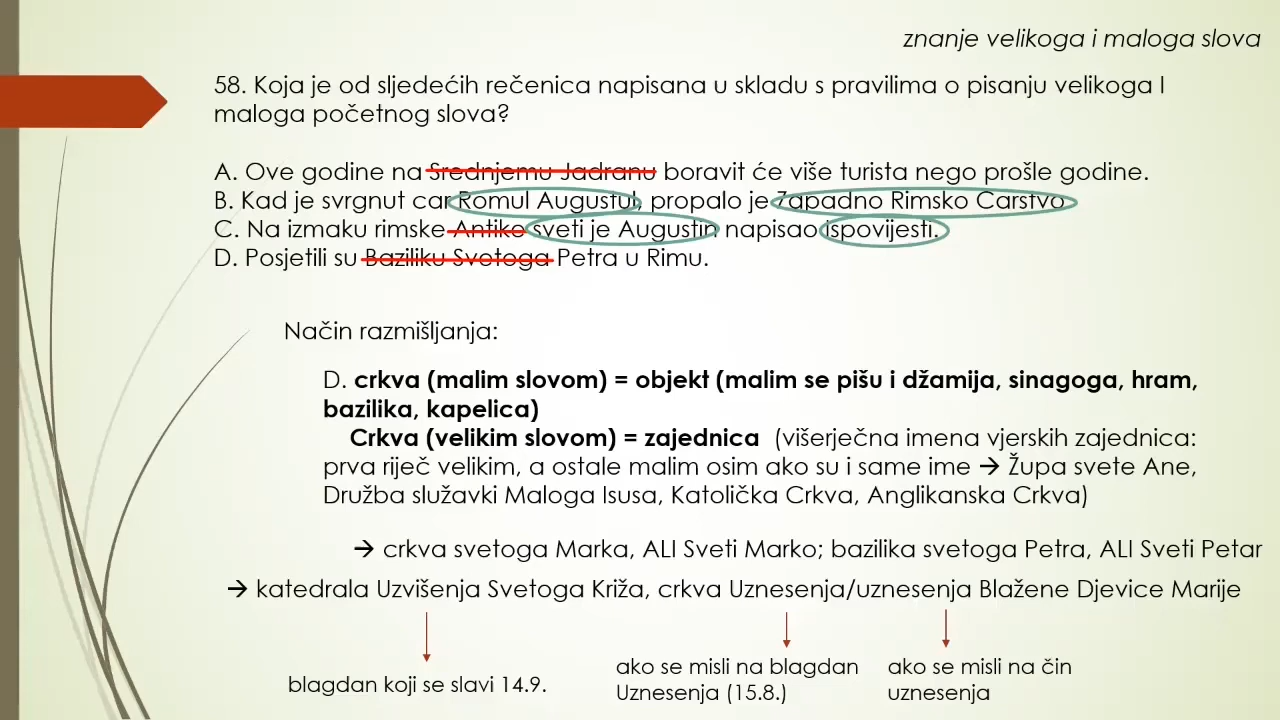 znanje velikoga i maloga slova
58. Koja je od sljedećih rečenica napisana u skladu s pravilima o pisanju velikoga I
maloga početnog slova?
A. Ove godine na Srednjemu Jadranu boravit će više turista nego prošle godine.
B. Kad je svrgnut car Romul Augustul, propalo je Zapadno Rimsko Carstvo.
C. Na izmaku rimske Antike sveti je Augustin napisao Ispovijesti.
D. Posjetili su Baziliku Svetoga Petra u Rimu.
Način razmišljanja:
D. crkva (malim slovom) = objekt (malim se pišu i džamija, sinagoga, hram,
bazilika, kapelica)
Crkva (velikim slovom) = zajednica (višerječna imena vjerskih zajednica:
prva riječ velikim, a ostale malim osim ako su i same ime → Župa svete Ane,
Družba služavki Maloga Isusa, Katolička Crkva, Anglikanska Crkva)
→ crkva svetoga Marka, ALI Sveti Marko; bazilika svetoga Petra, ALI Sveti Petar
→ katedrala Uzvišenja Svetoga Križa, crkva Uznesenja/uznesenja Blažene Djevice Marije
blagdan koji se slavi 14.9.
ako se misli na blagdan
Uznesenja (15.8.)
ako se misli na čin
uznesenja